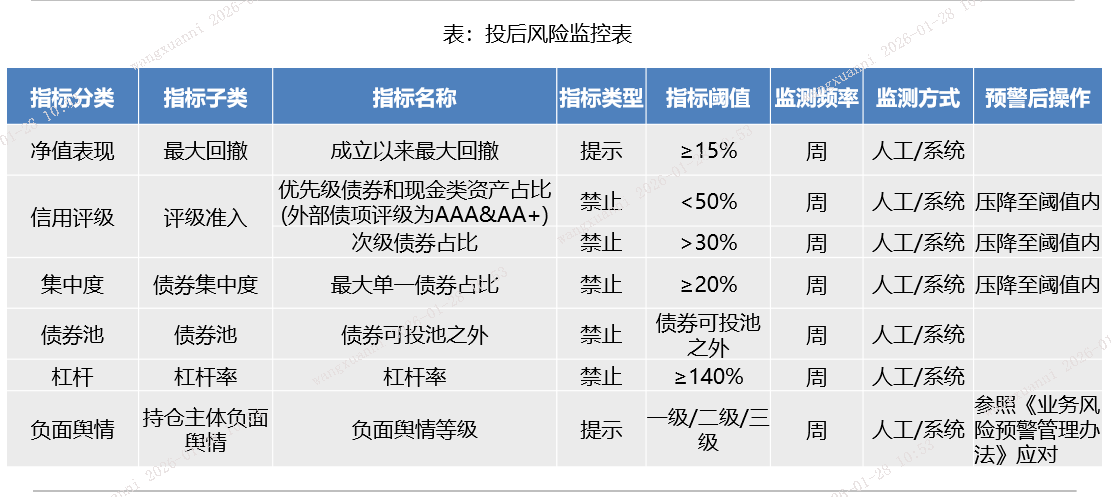 表：投后风险监控表
指标分类 指标子类 指标名称 指标类型 指标阈值 监测频率 监测方式 预警后操作
净值表现 最大回撤 成立以来最大回撤 提示 ≥15% 周 人工/系统
信用评级 评级准入 优先级债券和现金类资产占比
(外部债项评级为AAA&AA+) 禁止 <50% 周 人工/系统 压降至阈值内
次级债券占比 禁止 >30% 周 人工/系统 压降至阈值内
集中度 债券集中度 最大单一债券占比 禁止 ≥20% 周 人工/系统 压降至阈值内
债券池 债券池 债券可投池之外 禁止 债券可投池
之外 周 人工/系统
杠杆 杠杆率 杠杆率 禁止 ≥140% 周 人工/系统
负面舆情 持仓主体负面
舆情 负面舆情等级 提示 一级/二级/三
级 周 人工/系统 参照《业务风
险预警管理办
法》应对